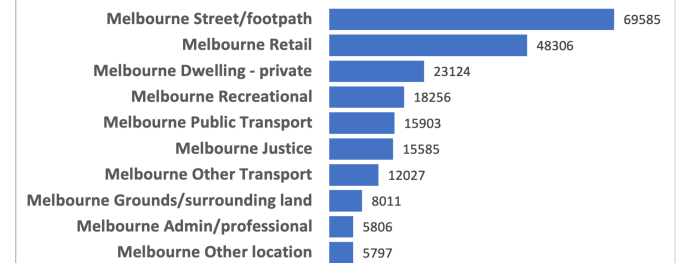 Melbourne Street/footpath 69585
Melbourne Retail 48306
Melbourne Dwelling - private 23124
Melbourne Recreational 18256
Melbourne Public Transport 15903
Melbourne Justice 15585
Melbourne Other Transport 12027
Melbourne Grounds/surrounding land 8011
Melbourne Admin/professional 5806
Melbourne Other location 5797